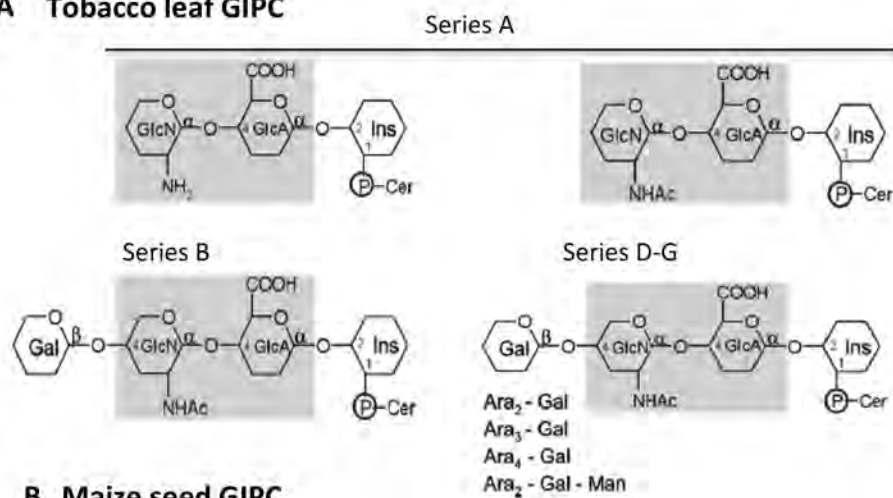 A Tobacco leaf GIPC
Series A
COOH
GlcN α O 4 GlcA α O 2 Ins
1
NH2
P-Cer
COOH
GlcN α O 4 GlcA α O 2 Ins
1
NHAc
P-Cer
Series B
COOH
Gal β O 4 GlcN α O 4 GlcA α O 2 Ins
1
NHAc
P-Cer
Series D-G
COOH
Gal β O 4 GlcN α O 4 GlcA α O 2 Ins
1
NHAc
P-Cer
Ara2 - Gal
Ara3 - Gal
Ara4 - Gal
Ara2 - Gal - Man
B Maize seed GIPC